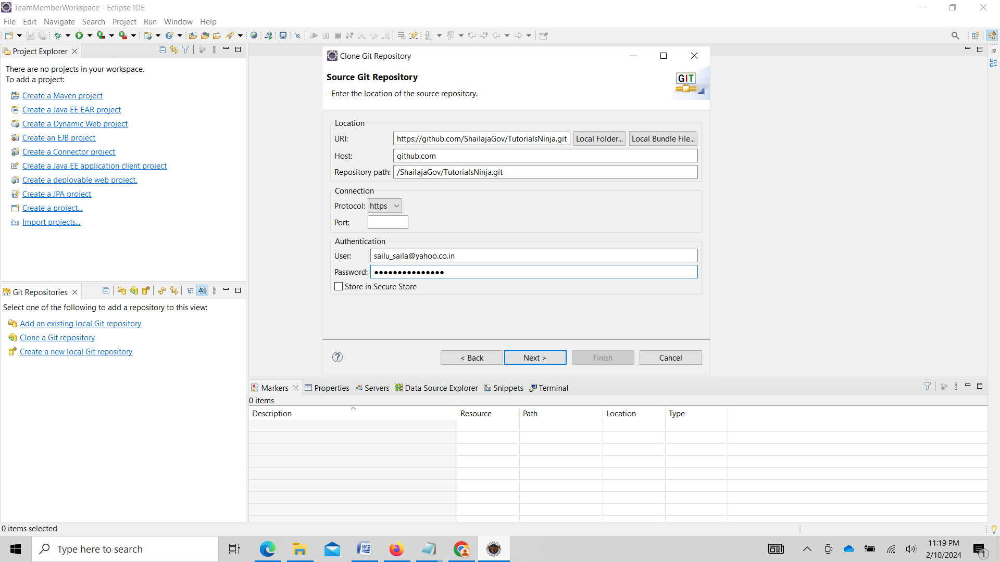 TeamMemberWorkspace - Eclipse IDE
File Edit Navigate Search Project Run Window Help
Project Explorer
There are no projects in your workspace.
To add a project:
Create a Maven project
Create a Java EE EAR project
Create a Dynamic Web project
Create an EJB project
Create a Connector project
Create a Java EE application client project
Create a deployable web project.
Create a JPA project
Create a project...
Import projects...
Git Repositories
Select one of the following to add a repository to this view:
Add an existing local Git repository
Clone a Git repository
Create a new local Git repository
Clone Git Repository
Source Git Repository
Enter the location of the source repository.
GIT
Location
URI: https://github.com/ShailajaGov/TutorialsNinja.git Local Folder... Local Bundle File...
Host: github.com
Repository path: /ShailajaGov/TutorialsNinja.git
Connection
Protocol: https
Port:
Authentication
User: sailu_saila@yahoo.co.in
Password: ●●●●●●●●●●●●●●●
Store in Secure Store
< Back Next > Finish Cancel
Markers Properties Servers Data Source Explorer Snippets Terminal
0 items
Description Resource Path Location Type
0 items selected
Type here to search
11:19 PM
2/10/2024
1